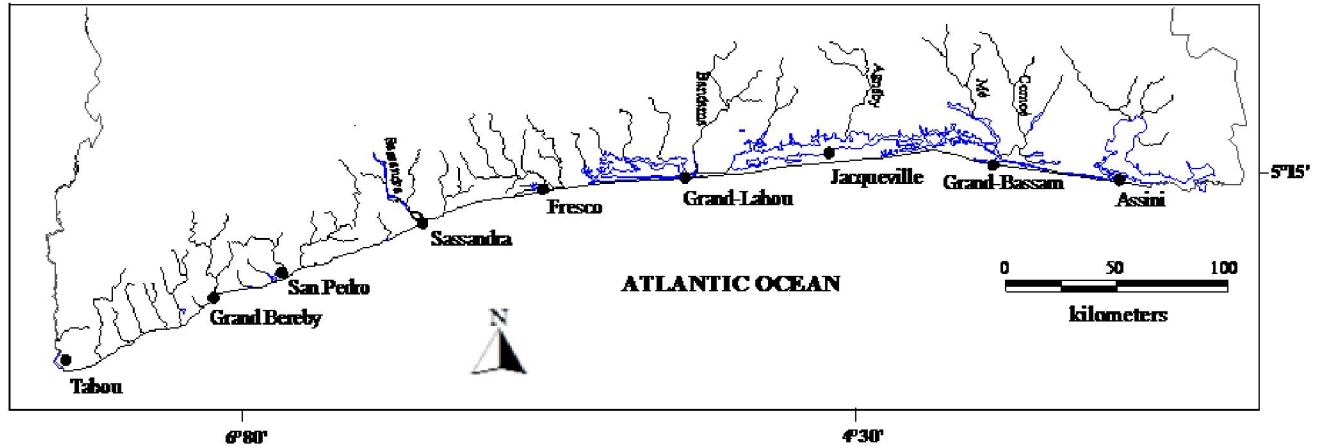 Bandama
Agnéby
Mé
Comoé
Sassandra
Jacqueville
Grand-Bassam
5°15'
Grand-Lahou
Assini
Fresco
Sassandra
0 50 100
San Pedro
ATLANTIC OCEAN
Grand Bereby
kilometers
N
Tabou
6°80'
4°30'